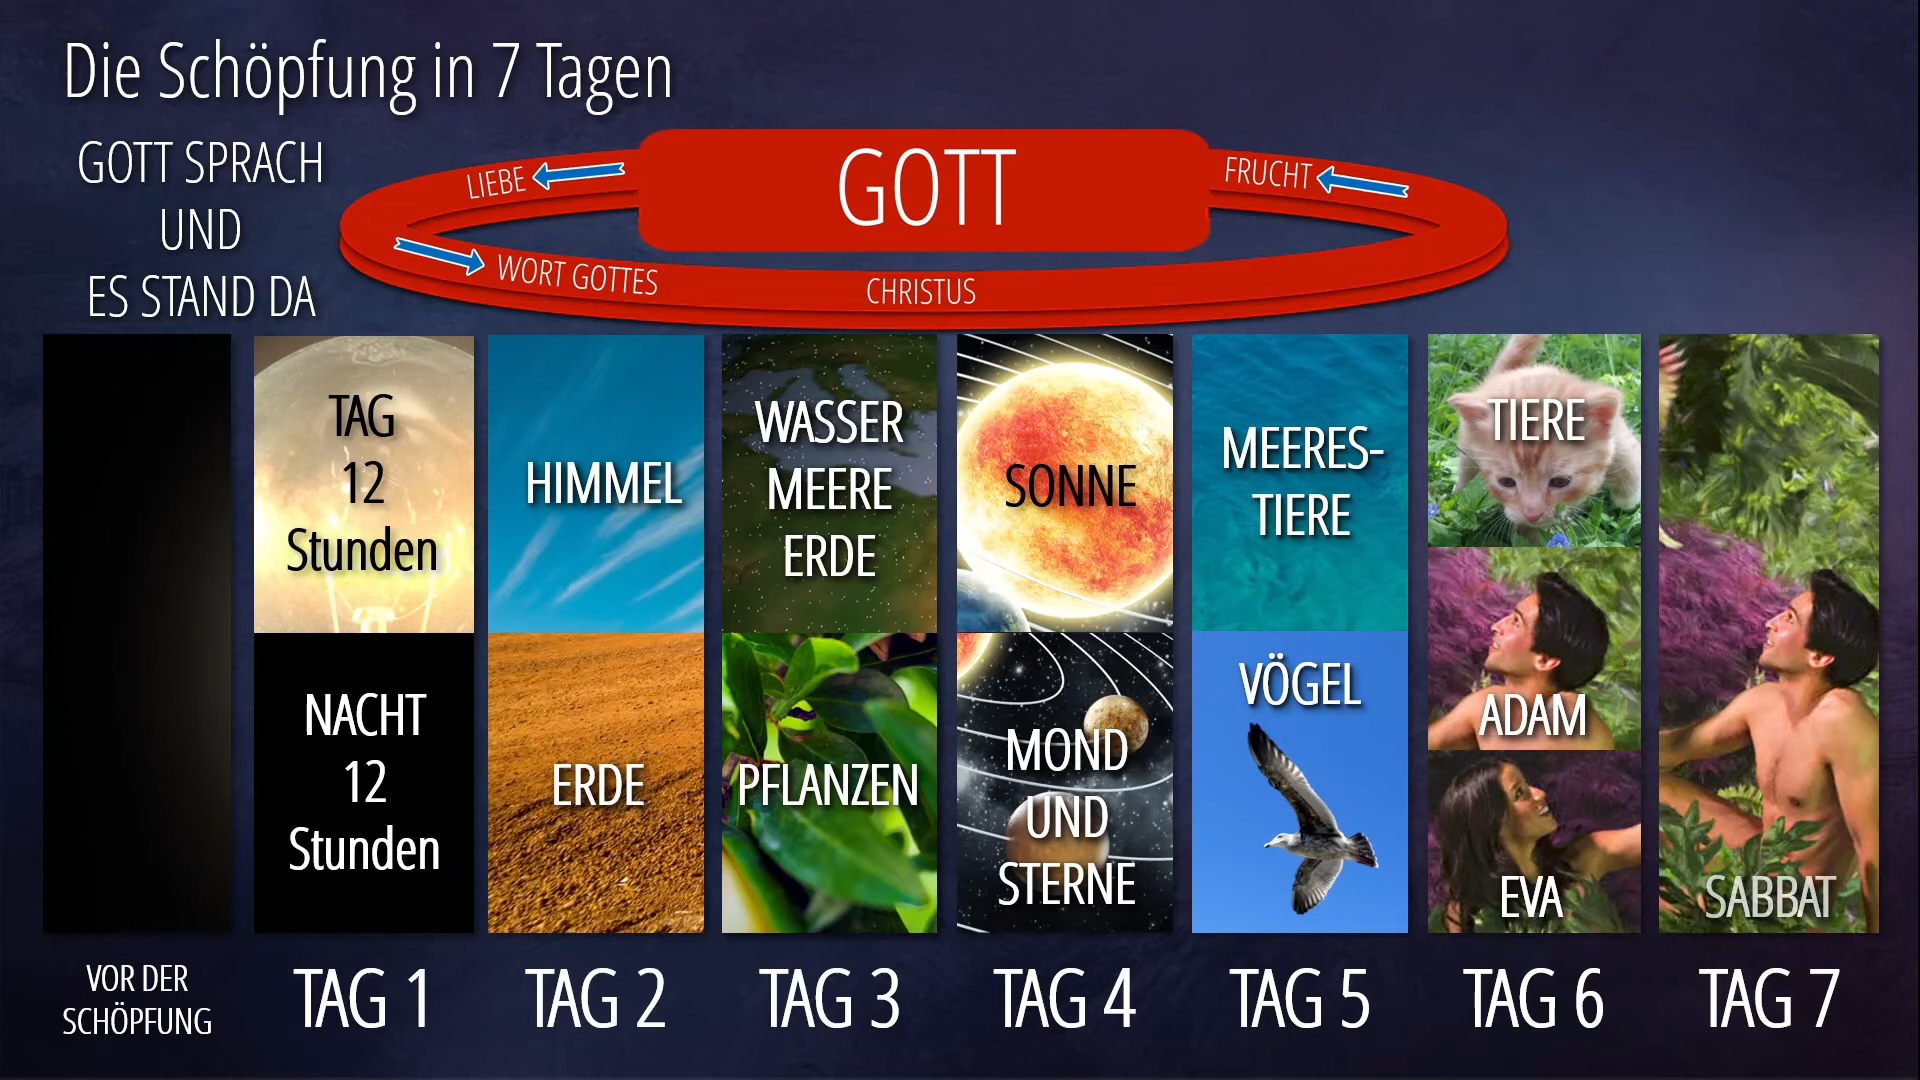 Die Schöpfung in 7 Tagen
GOTT SPRACH
UND
ES STAND DA
GOTT
LIEBE
FRUCHT
WORT GOTTES
CHRISTUS
TAG
12
Stunden
NACHT
12
Stunden
HIMMEL
ERDE
WASSER
MEERE
ERDE
PFLANZEN
SONNE
MOND
UND
STERNE
MEERES-
TIERE
VÖGEL
TIERE
ADAM
EVA
SABBAT
VOR DER
SCHÖPFUNG
TAG 1
TAG 2
TAG 3
TAG 4
TAG 5
TAG 6
TAG 7